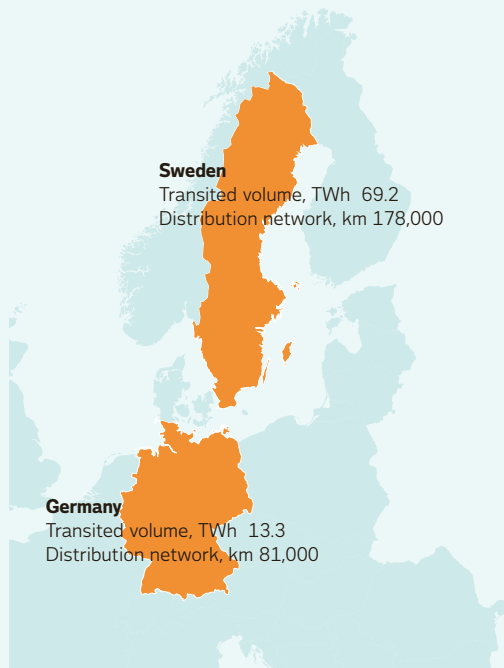 Sweden
Transited volume, TWh 69.2
Distribution network, km 178,000
Germany
Transited volume, TWh 13.3
Distribution network, km 81,000